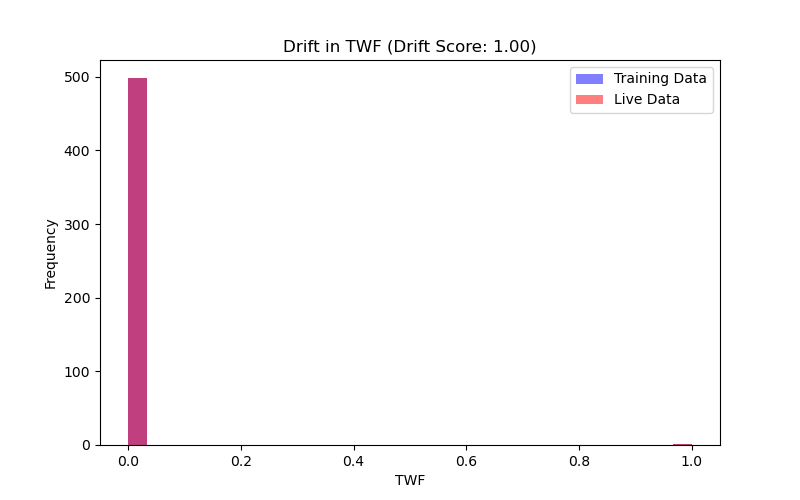 Drift in TWF (Drift Score: 1.00)
Training Data
Live Data
500
400
300
200
100
0
Frequency
0.0 0.2 0.4 0.6 0.8 1.0
TWF